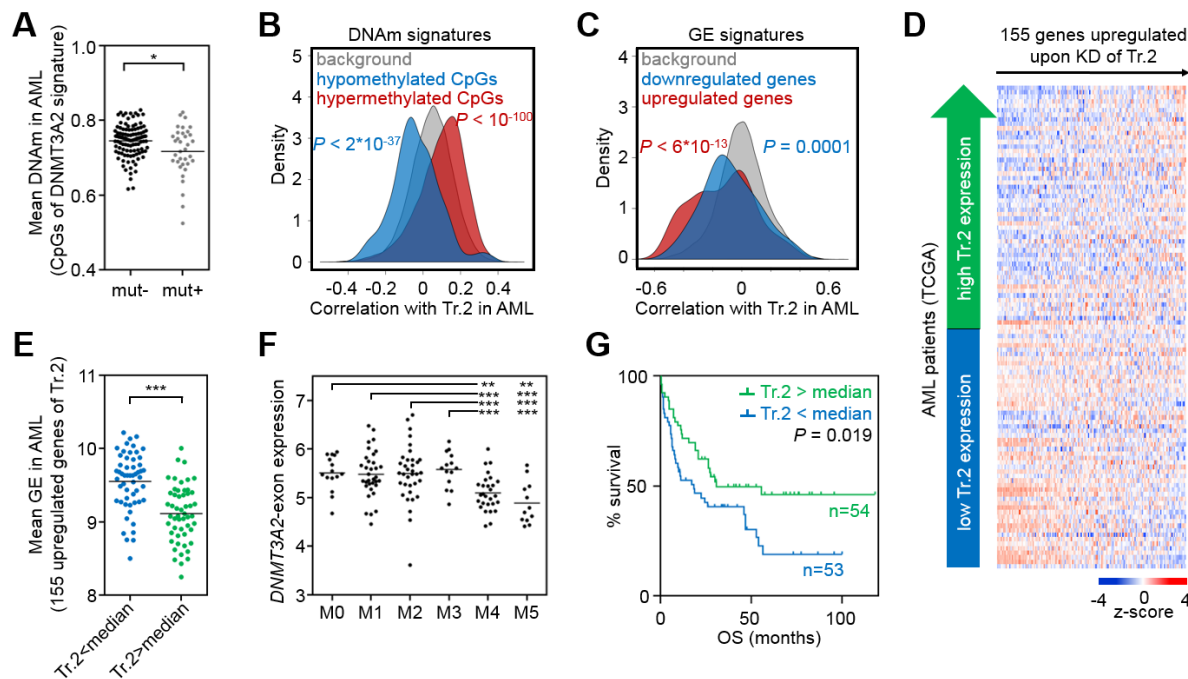 A
Mean DNAm in AML
(CpGs of DNMT3A2 signature)
1.0
0.8
0.6
0.4
*
mut-
mut+
B
DNAm signatures
background
hypomethylated CpGs
hypermethylated CpGs
P < 2*10-37
P < 10-100
Density
5
4
3
2
1
0
-0.4
-0.2
0
0.2
0.4
Correlation with Tr.2 in AML
C
GE signatures
background
downregulated genes
upregulated genes
P < 6*10-13
P = 0.0001
Density
4
3
2
1
0
-0.6
0
0.6
Correlation with Tr.2 in AML
D
155 genes upregulated
upon KD of Tr.2
AML patients (TCGA)
high Tr.2 expression
low Tr.2 expression
-4
0
4
z-score
E
Mean GE in AML
(155 upregulated genes of Tr.2)
11
10
9
8
***
Tr.2<median
Tr.2>median
F
DNMT3A2-exon expression
7
6
5
4
3
** **
*** ***
*** ***
*** ***
M0
M1
M2
M3
M4
M5
G
% survival
100
50
0
Tr.2 > median
Tr.2 < median
P = 0.019
n=54
n=53
0
50
100
OS (months)